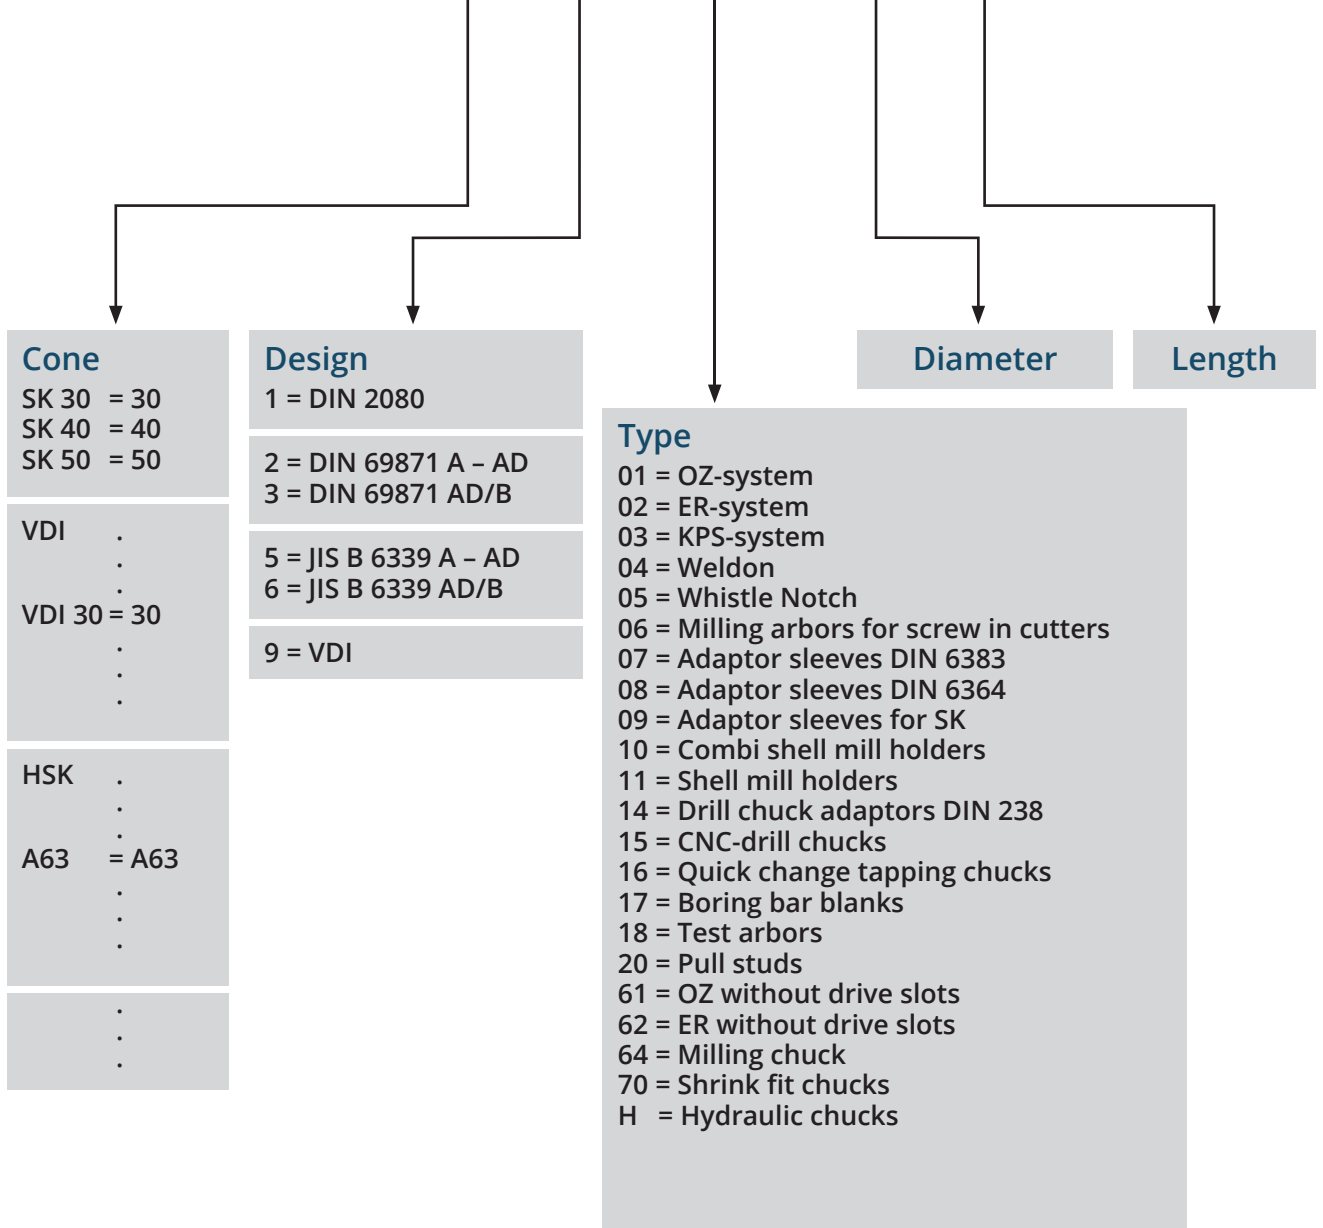 Cone
SK 30 = 30
SK 40 = 40
SK 50 = 50
VDI .
.
.
VDI 30 = 30
.
.
.
HSK .
.
.
A63 = A63
.
.
.
.
.
.
Design
1 = DIN 2080
2 = DIN 69871 A – AD
3 = DIN 69871 AD/B
5 = JIS B 6339 A – AD
6 = JIS B 6339 AD/B
9 = VDI
Type
01 = OZ-system
02 = ER-system
03 = KPS-system
04 = Weldon
05 = Whistle Notch
06 = Milling arbors for screw in cutters
07 = Adaptor sleeves DIN 6383
08 = Adaptor sleeves DIN 6364
09 = Adaptor sleeves for SK
10 = Combi shell mill holders
11 = Shell mill holders
14 = Drill chuck adaptors DIN 238
15 = CNC-drill chucks
16 = Quick change tapping chucks
17 = Boring bar blanks
18 = Test arbors
20 = Pull studs
61 = OZ without drive slots
62 = ER without drive slots
64 = Milling chuck
70 = Shrink fit chucks
H = Hydraulic chucks
Diameter
Length